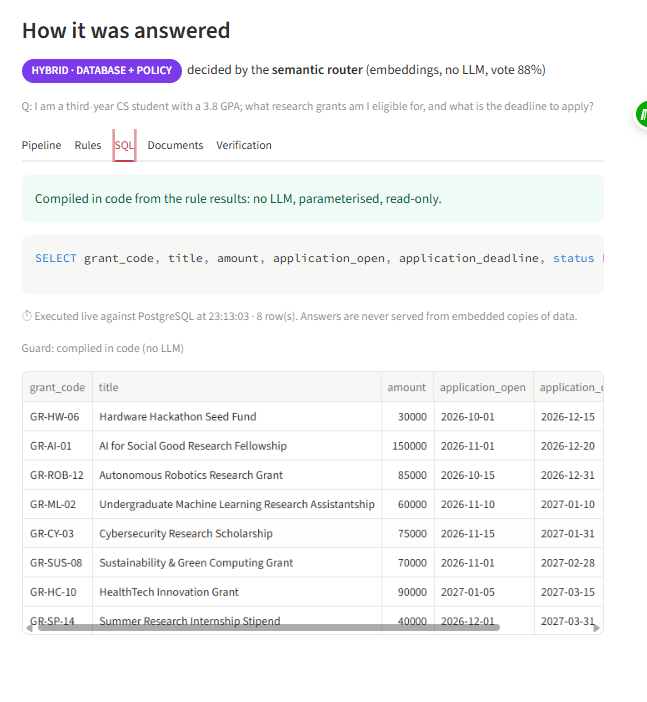 How it was answered
HYBRID · DATABASE + POLICY decided by the semantic router (embeddings, no LLM, vote 88%)
Q: I am a third-year CS student with a 3.8 GPA; what research grants am I eligible for, and what is the deadline to apply?
Pipeline Rules SQL Documents Verification
Compiled in code from the rule results: no LLM, parameterised, read-only.
SELECT grant_code, title, amount, application_open, application_deadline, status
⏱ Executed live against PostgreSQL at 23:13:03 · 8 row(s). Answers are never served from embedded copies of data.
Guard: compiled in code (no LLM)
grant_code title amount application_open application_
GR-HW-06 Hardware Hackathon Seed Fund 30000 2026-10-01 2026-12-15
GR-AI-01 AI for Social Good Research Fellowship 150000 2026-11-01 2026-12-20
GR-ROB-12 Autonomous Robotics Research Grant 85000 2026-10-15 2026-12-31
GR-ML-02 Undergraduate Machine Learning Research Assistantship 60000 2026-11-10 2027-01-10
GR-CY-03 Cybersecurity Research Scholarship 75000 2026-11-15 2027-01-31
GR-SUS-08 Sustainability & Green Computing Grant 70000 2026-11-01 2027-02-28
GR-HC-10 HealthTech Innovation Grant 90000 2027-01-05 2027-03-15
GR-SP-14 Summer Research Internship Stipend 40000 2026-12-01 2027-03-31